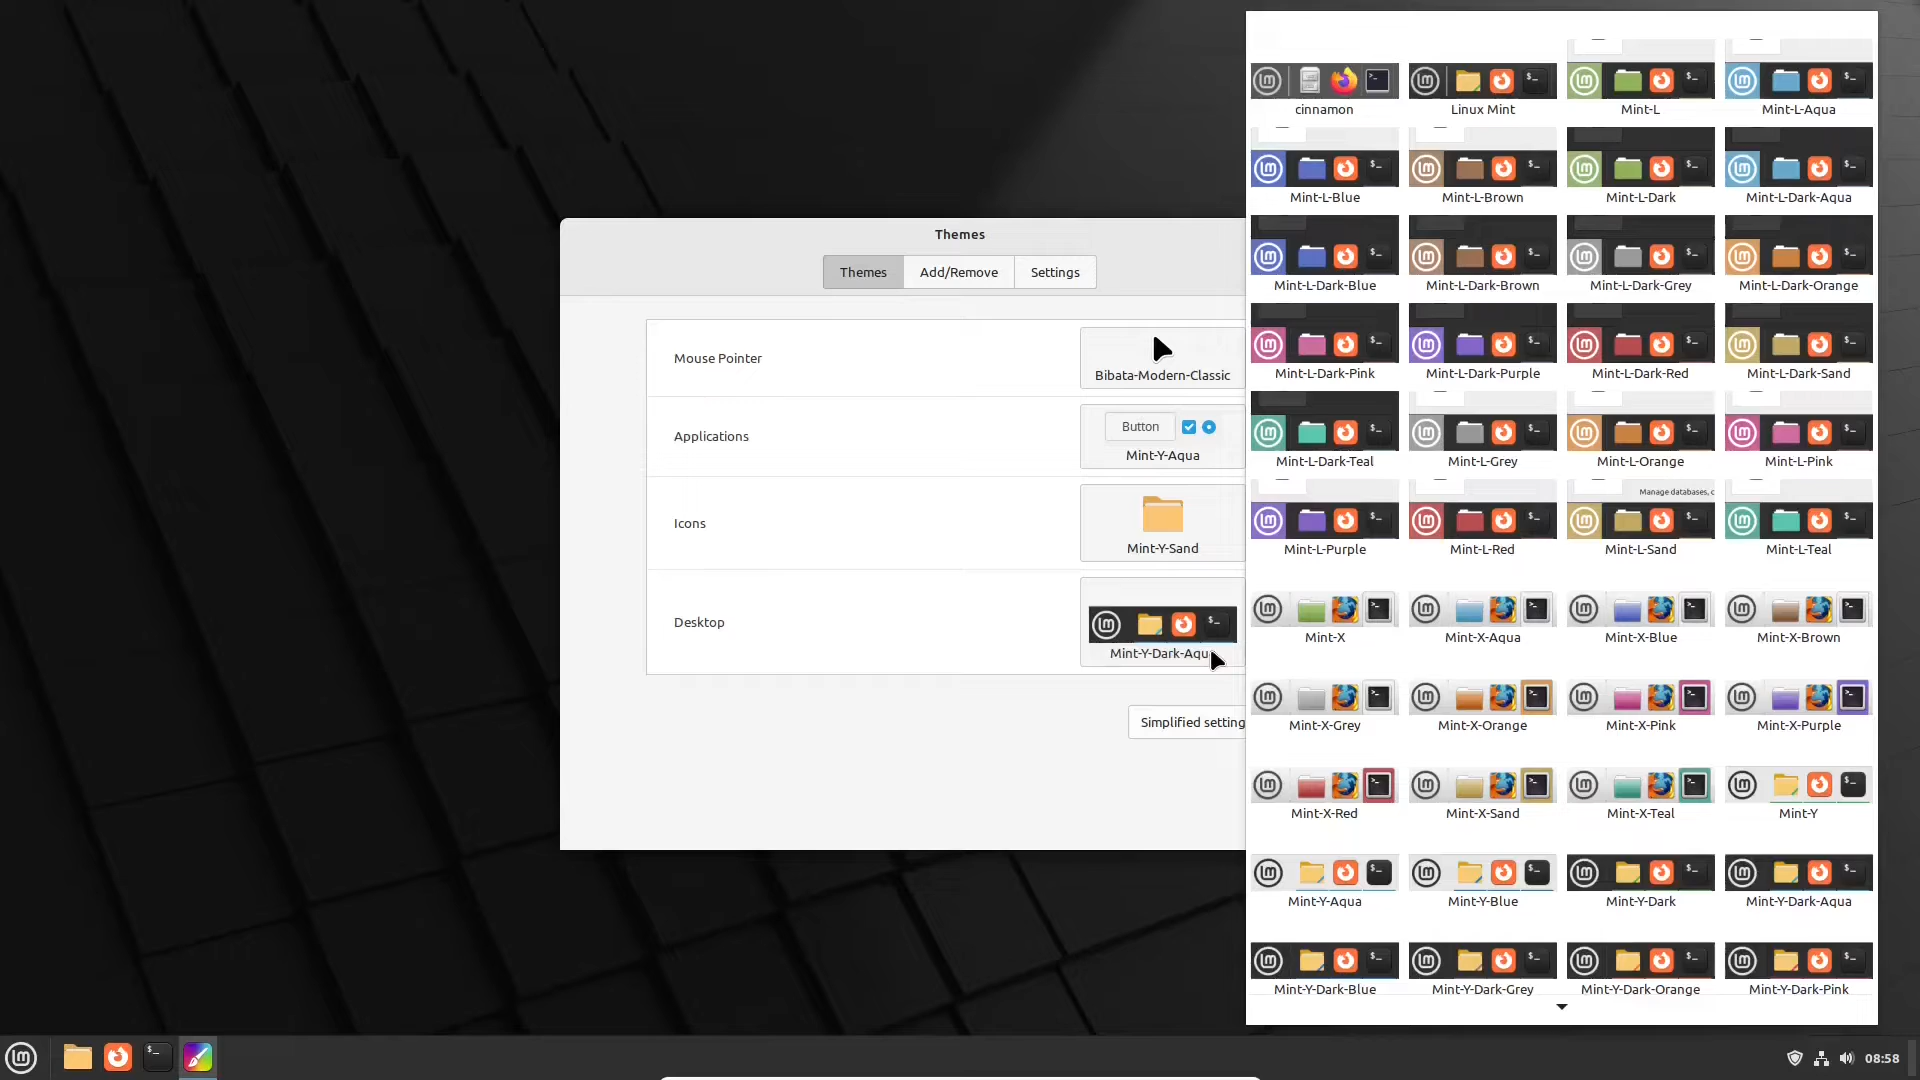 Themes
Themes Add/Remove Settings
Mouse Pointer
Bibata-Modern-Classic
Applications
Button
Mint-Y-Aqua
Icons
Mint-Y-Sand
Desktop
Mint-Y-Dark-Aqu
Simplified setting
cinnamon Linux Mint Mint-L Mint-L-Aqua
Mint-L-Blue Mint-L-Brown Mint-L-Dark Mint-L-Dark-Aqua
Mint-L-Dark-Blue Mint-L-Dark-Brown Mint-L-Dark-Grey Mint-L-Dark-Orange
Mint-L-Dark-Pink Mint-L-Dark-Purple Mint-L-Dark-Red Mint-L-Dark-Sand
Mint-L-Dark-Teal Mint-L-Grey Mint-L-Orange Mint-L-Pink
Manage databases, c
Mint-L-Purple Mint-L-Red Mint-L-Sand Mint-L-Teal
Mint-X Mint-X-Aqua Mint-X-Blue Mint-X-Brown
Mint-X-Grey Mint-X-Orange Mint-X-Pink Mint-X-Purple
Mint-X-Red Mint-X-Sand Mint-X-Teal Mint-Y
Mint-Y-Aqua Mint-Y-Blue Mint-Y-Dark Mint-Y-Dark-Aqua
Mint-Y-Dark-Blue Mint-Y-Dark-Grey Mint-Y-Dark-Orange Mint-Y-Dark-Pink
08:58